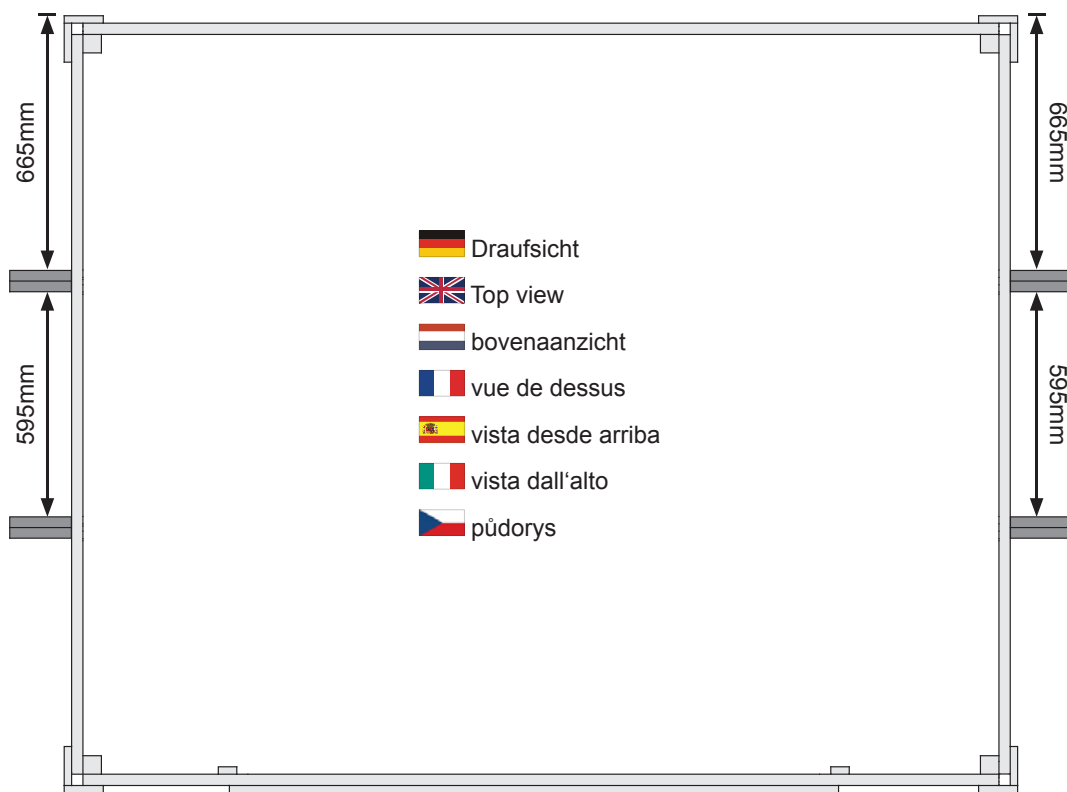 665mm
665mm
Draufsicht
Top view
bovenaanzicht
vue de dessus
vista desde arriba
vista dall‘alto
půdorys
595mm
595mm